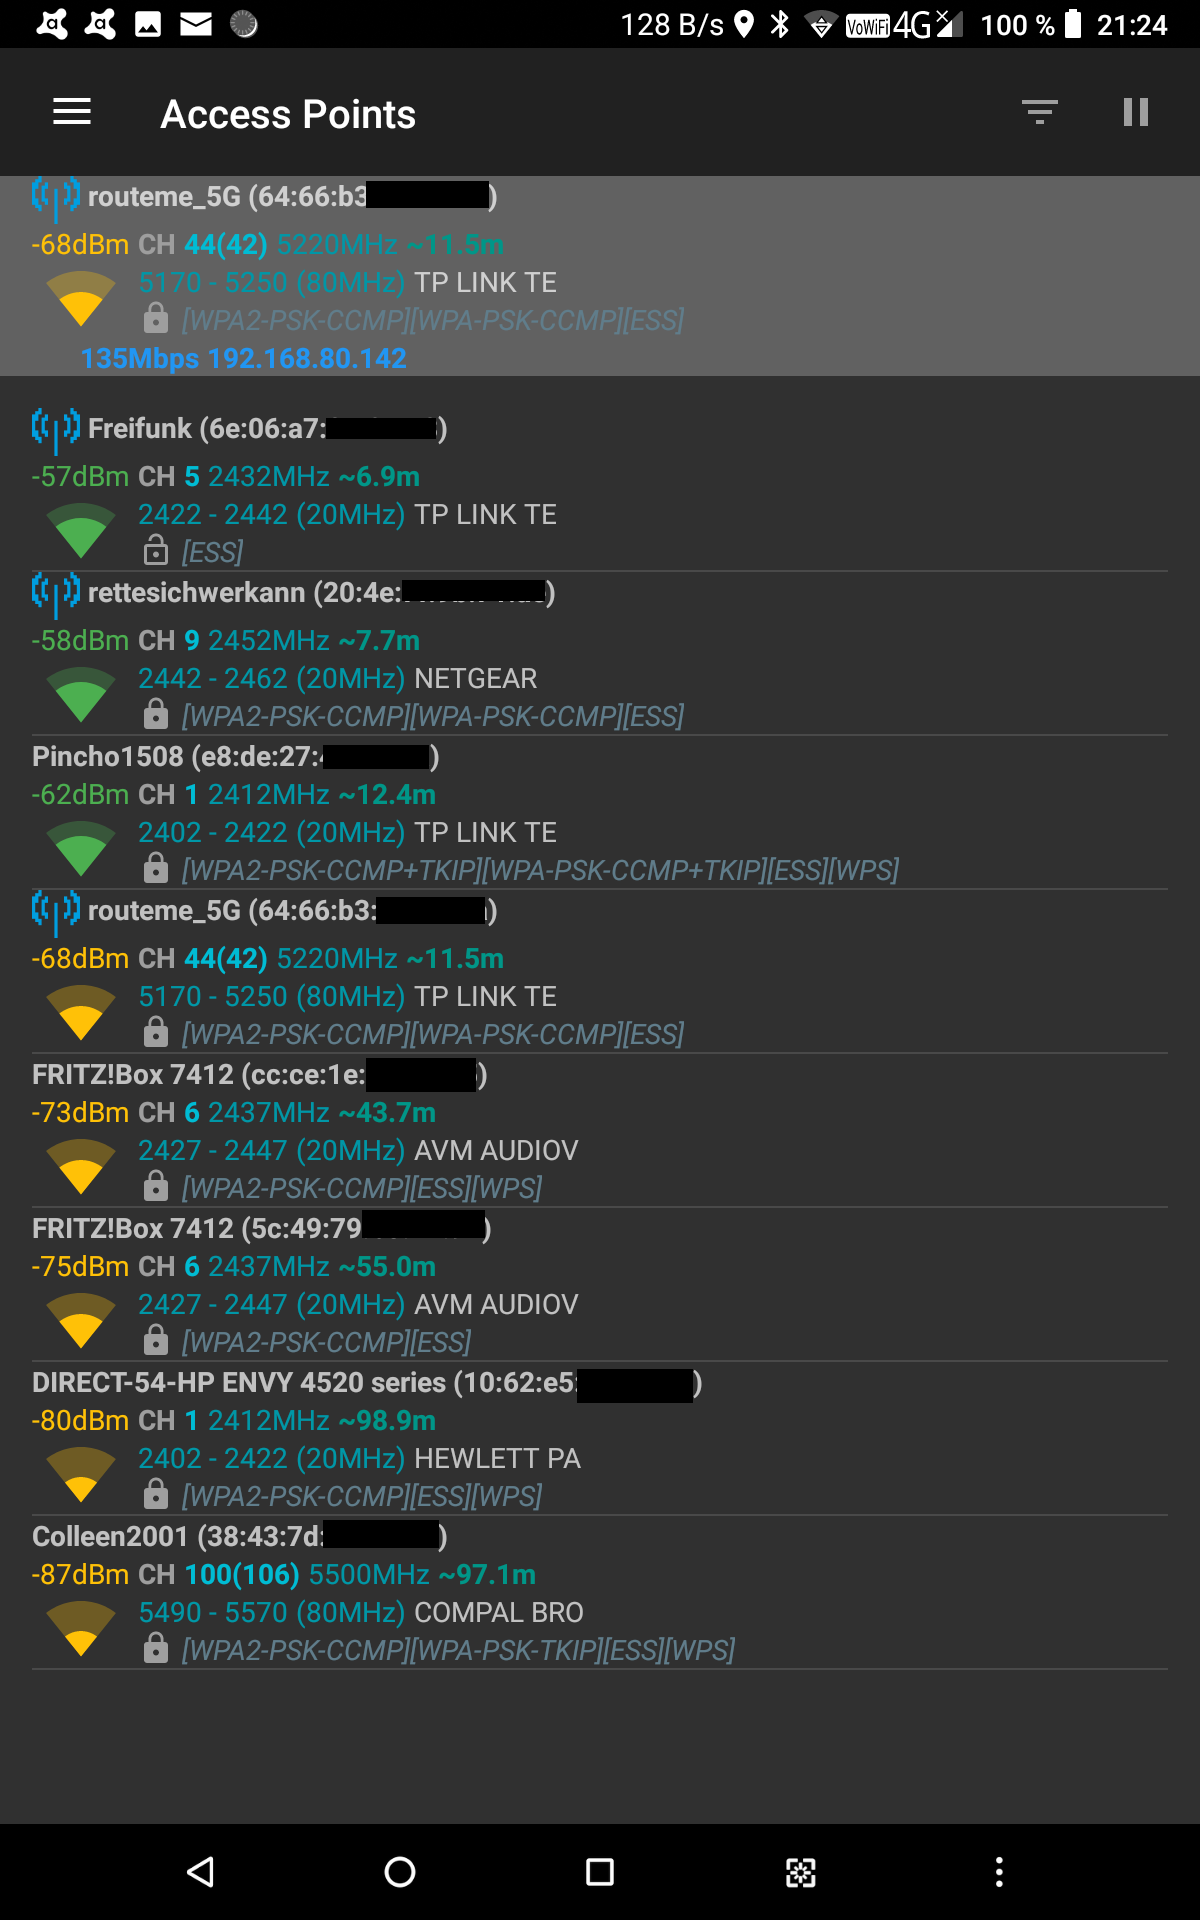 128 B/s VoWiFi 4G 100 % 21:24
Access Points
routeme_5G (64:66:b3 )
-68dBm CH 44(42) 5220MHz ~11.5m
5170 - 5250 (80MHz) TP LINK TE
[WPA2-PSK-CCMP][WPA-PSK-CCMP][ESS]
135Mbps 192.168.80.142
Freifunk (6e:06:a7: )
-57dBm CH 5 2432MHz ~6.9m
2422 - 2442 (20MHz) TP LINK TE
[ESS]
rettesichwerkann (20:4e: )
-58dBm CH 9 2452MHz ~7.7m
2442 - 2462 (20MHz) NETGEAR
[WPA2-PSK-CCMP][WPA-PSK-CCMP][ESS]
Pincho1508 (e8:de:27: )
-62dBm CH 1 2412MHz ~12.4m
2402 - 2422 (20MHz) TP LINK TE
[WPA2-PSK-CCMP+TKIP][WPA-PSK-CCMP+TKIP][ESS][WPS]
routeme_5G (64:66:b3: )
-68dBm CH 44(42) 5220MHz ~11.5m
5170 - 5250 (80MHz) TP LINK TE
[WPA2-PSK-CCMP][WPA-PSK-CCMP][ESS]
FRITZ!Box 7412 (cc:ce:1e: )
-73dBm CH 6 2437MHz ~43.7m
2427 - 2447 (20MHz) AVM AUDIOV
[WPA2-PSK-CCMP][ESS][WPS]
FRITZ!Box 7412 (5c:49:79 )
-75dBm CH 6 2437MHz ~55.0m
2427 - 2447 (20MHz) AVM AUDIOV
[WPA2-PSK-CCMP][ESS]
DIRECT-54-HP ENVY 4520 series (10:62:e5: )
-80dBm CH 1 2412MHz ~98.9m
2402 - 2422 (20MHz) HEWLETT PA
[WPA2-PSK-CCMP][ESS][WPS]
Colleen2001 (38:43:7d: )
-87dBm CH 100(106) 5500MHz ~97.1m
5490 - 5570 (80MHz) COMPAL BRO
[WPA2-PSK-CCMP][WPA-PSK-TKIP][ESS][WPS]